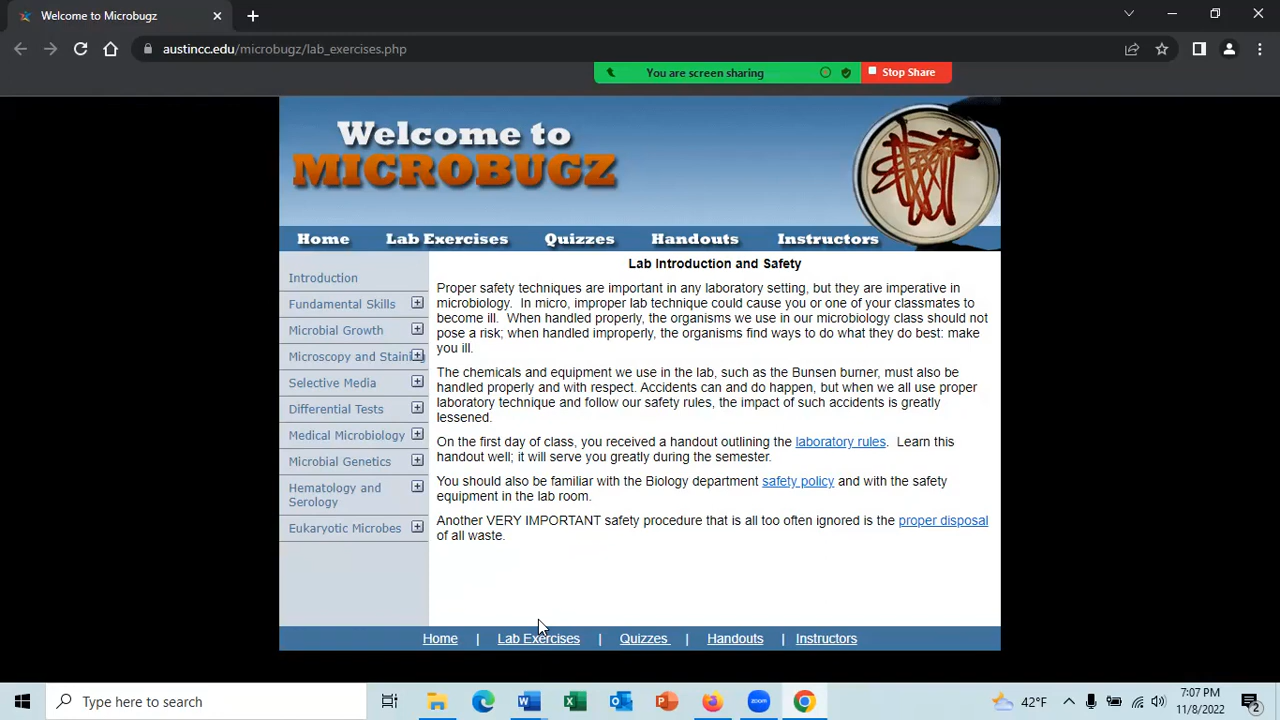 Welcome to Microbugz
austincc.edu/microbugz/lab_exercises.php
You are screen sharing
Stop Share
Welcome to
MICROBUGZ
Home Lab Exercises Quizzes Handouts Instructors
Introduction
Fundamental Skills
Microbial Growth
Microscopy and Staining
Selective Media
Differential Tests
Medical Microbiology
Microbial Genetics
Hematology and
Serology
Eukaryotic Microbes
Lab Introduction and Safety
Proper safety techniques are important in any laboratory setting, but they are imperative in
microbiology. In micro, improper lab technique could cause you or one of your classmates to
become ill. When handled properly, the organisms we use in our microbiology class should not
pose a risk; when handled improperly, the organisms find ways to do what they do best: make
you ill.
The chemicals and equipment we use in the lab, such as the Bunsen burner, must also be
handled properly and with respect. Accidents can and do happen, but when we all use proper
laboratory technique and follow our safety rules, the impact of such accidents is greatly
lessened.
On the first day of class, you received a handout outlining the laboratory rules. Learn this
handout well; it will serve you greatly during the semester.
You should also be familiar with the Biology department safety policy and with the safety
equipment in the lab room.
Another VERY IMPORTANT safety procedure that is all too often ignored is the proper disposal
of all waste.
Home | Lab Exercises | Quizzes | Handouts | Instructors
Type here to search
42°F
7:07 PM
11/8/2022
2